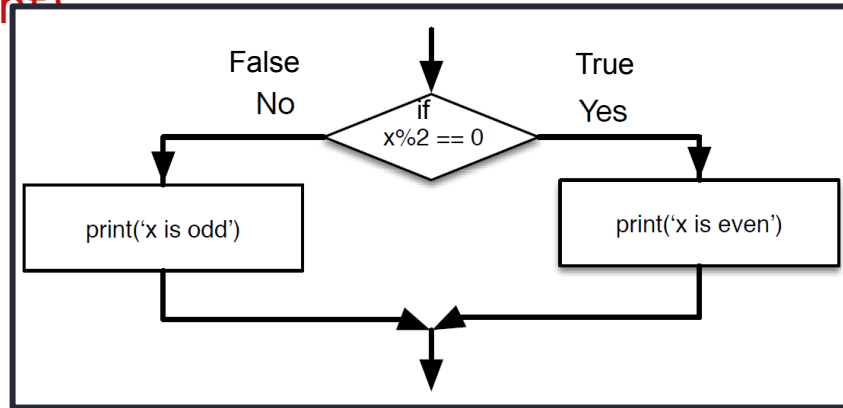 False
True
No
if
Yes
x%2 == 0
print(‘x is odd’)
print(‘x is even’)